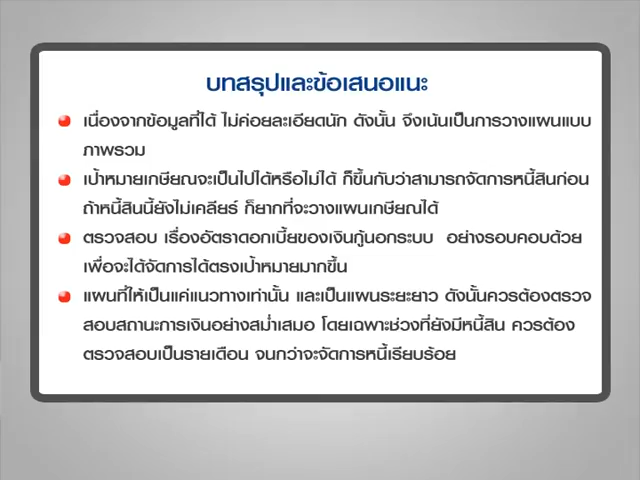 บทสรุปและข้อเสนอแนะ
เนื่องจากข้อมูลที่ได้ ไม่ค่อยละเอียดนัก ดังนั้น จึงเน้นเป็นการวางแผนแบบ
ภาพรวม
เป้าหมายเกษียณจะเป็นไปได้หรือไม่ได้ ก็ขึ้นกับว่าสามารถจัดการหนี้สินก่อน
ถ้าหนี้สินนี้ยังไม่เคลียร์ ก็ยากที่จะวางแผนเกษียณได้
ตรวจสอบ เรื่องอัตราดอกเบี้ยของเงินกู้นอกระบบ อย่างรอบคอบด้วย
เพื่อจะได้จัดการได้ตรงเป้าหมายมากขึ้น
แผนที่ให้เป็นแค่แนวทางเท่านั้น และเป็นแผนระยะยาว ดังนั้นควรต้องตรวจ
สอบสถานะการเงินอย่างสม่ำเสมอ โดยเฉพาะช่วงที่ยังมีหนี้สิน ควรต้อง
ตรวจสอบเป็นรายเดือน จนกว่าจะจัดการหนี้เรียบร้อย